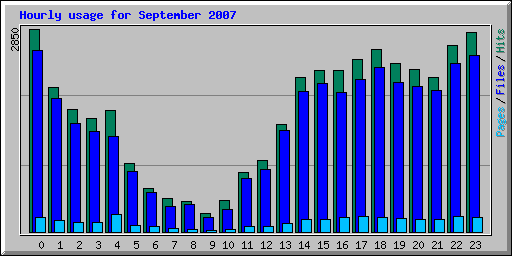 Hourly usage for September 2007
2850
Pages/Files/Hits
0 1 2 3 4 5 6 7 8 9 10 11 12 13 14 15 16 17 18 19 20 21 22 23